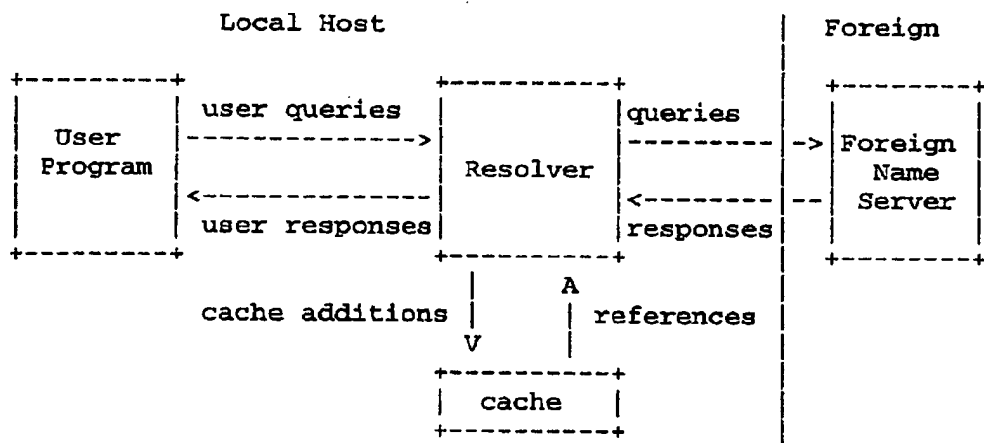 Local Host
Foreign
User
Program
user queries
user responses
Resolver
queries
responses
Foreign
Name
Server
cache additions
A
references
V
cache